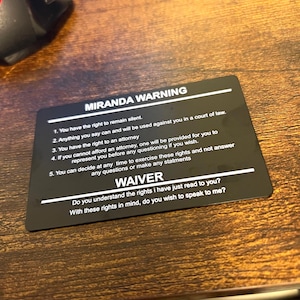 MIRANDA WARNING
1. You have the right to remain silent.
2. Anything you say can and will be used against you in a court of law.
3. You have the right to an attorney
4. If you cannot afford an attorney, one will be provided for you to
represent you before any questioning if you wish.
5. You can decide at any time to exercise these rights and not answer
any questions or make any statments
WAIVER
Do you understand the rights I have just read to you?
With these rights in mind, do you wish to speak to me?